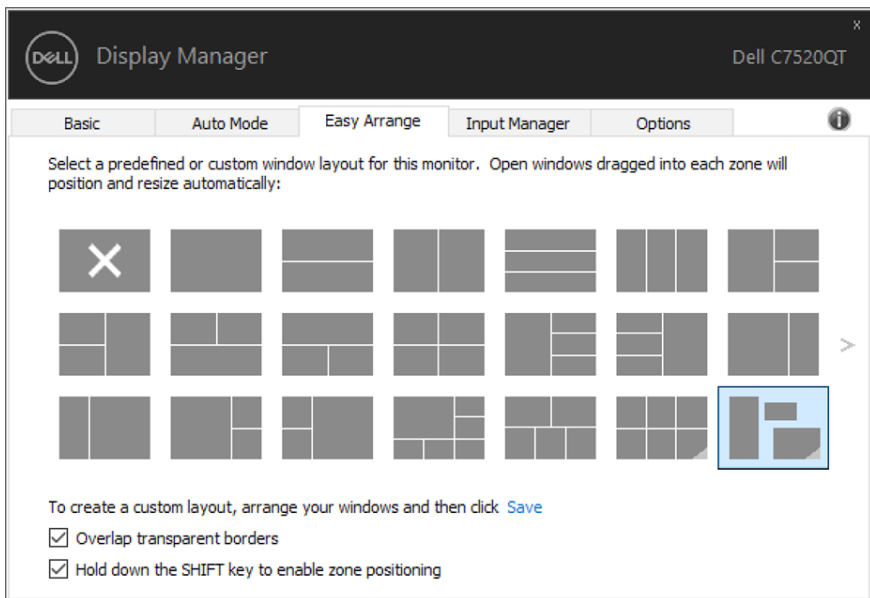 x
DELL Display Manager Dell C7520QT
Basic Auto Mode Easy Arrange Input Manager Options i
Select a predefined or custom window layout for this monitor. Open windows dragged into each zone will
position and resize automatically:
>
To create a custom layout, arrange your windows and then click Save
Overlap transparent borders
Hold down the SHIFT key to enable zone positioning